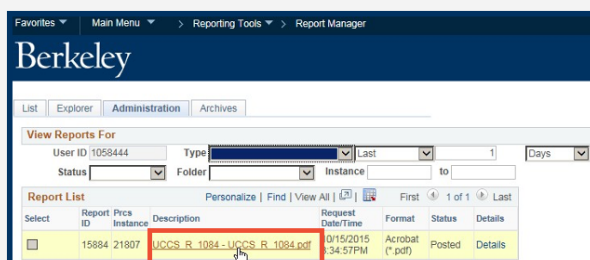 Favorites Main Menu > Reporting Tools > Report Manager
Berkeley
List Explorer Administration Archives
View Reports For
User ID 1058444 Type Last 1 Days
Status Folder Instance to
Report List Personalize | Find | View All | | First 1 of 1 Last
Select Report ID Prcs Instance Description Request Date/Time Format Status Details
15884 21807 UCCS_R_1084 - UCCS_R_1084.pdf 10/15/2015 3:34:57PM Acrobat (*.pdf) Posted Details